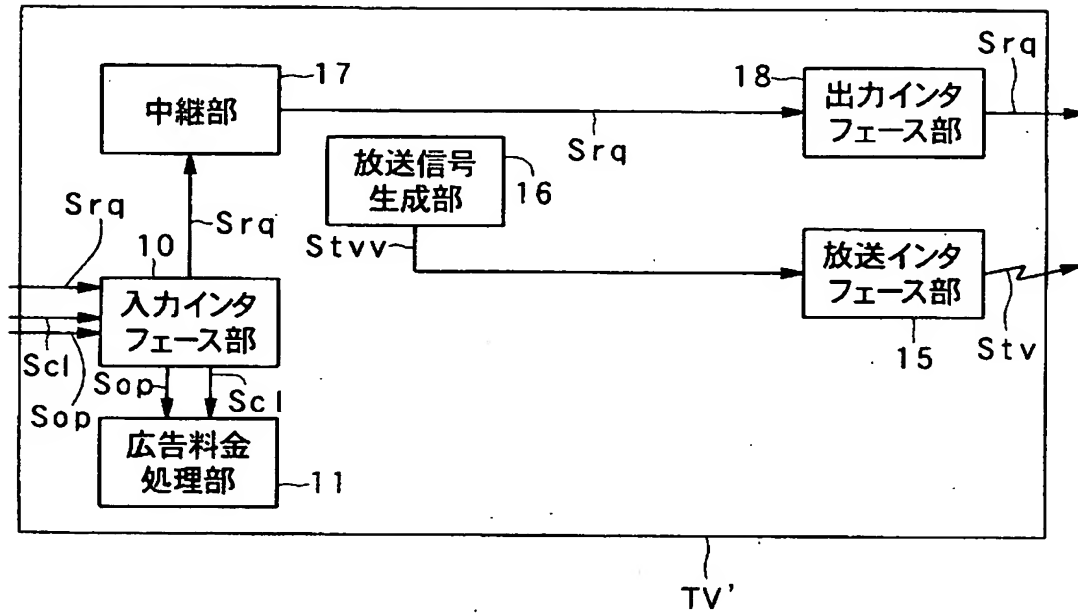 Srq
17
18
中継部
出力インタ
フェース部
Srq
放送信号
生成部
16
Srq
Srq
10
Stvv
放送インタ
フェース部
入力インタ
フェース部
15
Stv
Scl
Sop
Sop
Scl
広告料金
処理部
11
TV'